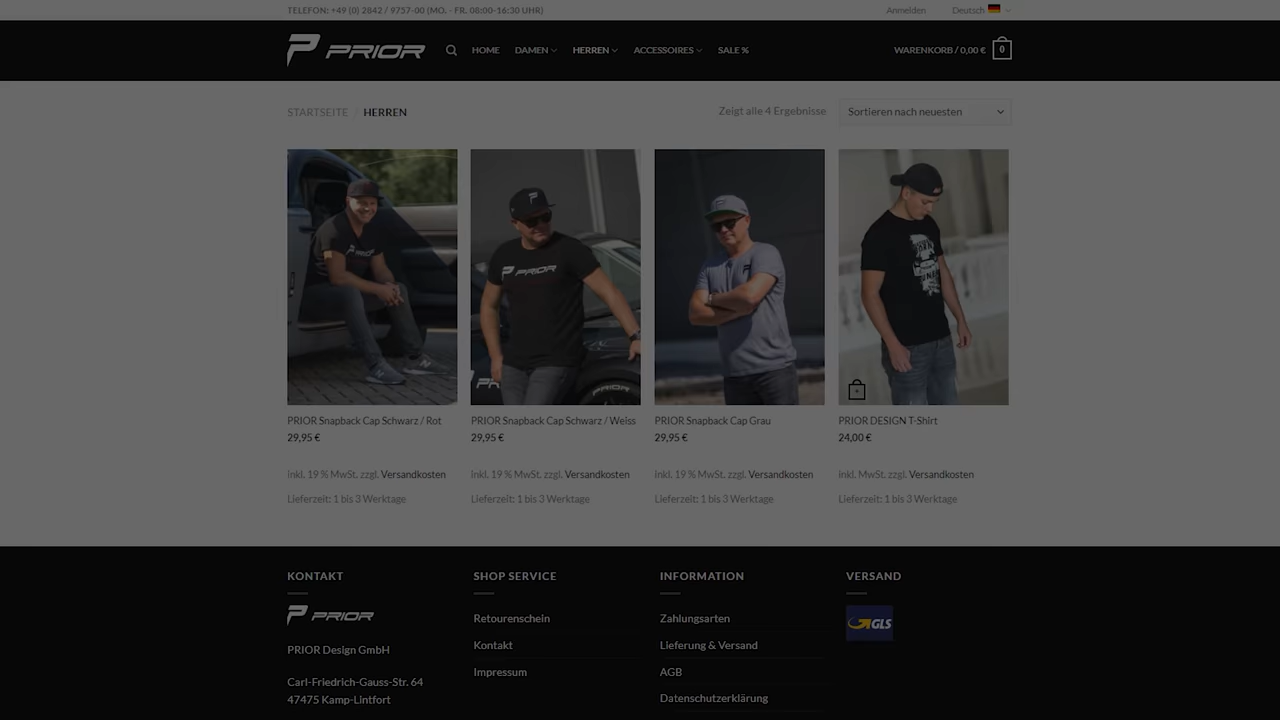 TELEFON: +49 (0) 2842 / 9757-00 (MO. - FR. 08:00-16:30 UHR)
Anmelden
Deutsch
PRIOR
HOME
DAMEN
HERREN
ACCESSOIRES
SALE %
WARENKORB / 0,00 €
0
STARTSEITE / HERREN
Zeigt alle 4 Ergebnisse
Sortieren nach neuesten
PRIOR
PRIOR
PRIOR
PRIOR Snapback Cap Schwarz / Rot
29,95 €
inkl. 19 % MwSt. zzgl. Versandkosten
Lieferzeit: 1 bis 3 Werktage
PRIOR Snapback Cap Schwarz / Weiss
29,95 €
inkl. 19 % MwSt. zzgl. Versandkosten
Lieferzeit: 1 bis 3 Werktage
PRIOR Snapback Cap Grau
29,95 €
inkl. 19 % MwSt. zzgl. Versandkosten
Lieferzeit: 1 bis 3 Werktage
PRIOR DESIGN T-Shirt
24,00 €
inkl. MwSt. zzgl. Versandkosten
Lieferzeit: 1 bis 3 Werktage
KONTAKT
PRIOR
PRIOR Design GmbH
Carl-Friedrich-Gauss-Str. 64
47475 Kamp-Lintfort
SHOP SERVICE
Retourenschein
Kontakt
Impressum
INFORMATION
Zahlungsarten
Lieferung & Versand
AGB
Datenschutzerklärung
VERSAND
GLS